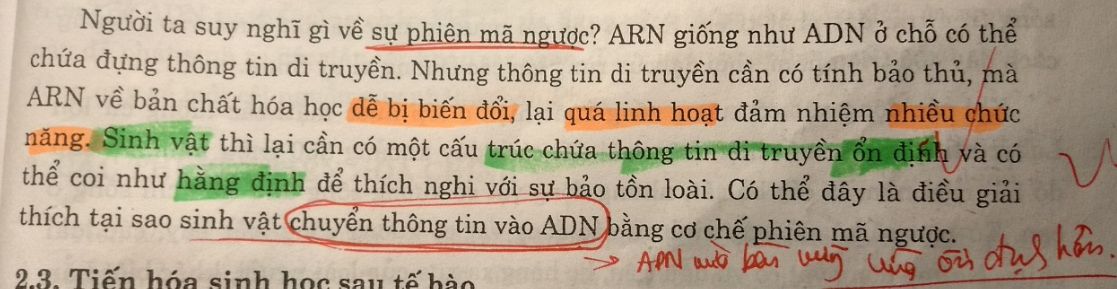 Người ta suy nghĩ gì về sự phiên mã ngược? ARN giống như ADN ở chỗ có thể
chứa đựng thông tin di truyền. Nhưng thông tin di truyền cần có tính bảo thủ, mà
ARN về bản chất hóa học dễ bị biến đổi, lại quá linh hoạt đảm nhiệm nhiều chức
năng. Sinh vật thì lại cần có một cấu trúc chứa thông tin di truyền ổn định và có
thể coi như hằng định để thích nghi với sự bảo tồn loài. Có thể đây là điều giải
thích tại sao sinh vật chuyển thông tin vào ADN bằng cơ chế phiên mã ngược.
bền vững ổn định hơn.
2.3. Tiến hóa sinh học sau tế bào